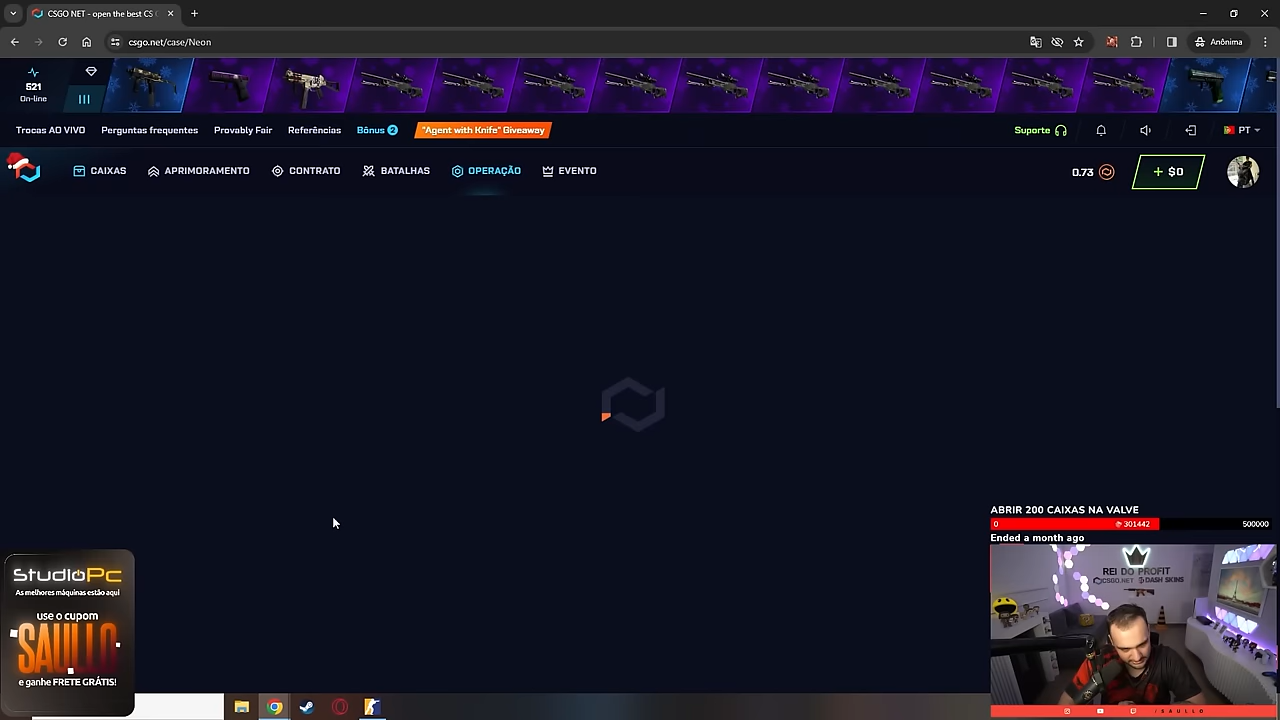 CSGO NET - open the best CS
csgo.net/case/Neon
Anônima
521
On-line
Trocas AO VIVO
Perguntas frequentes
Provably Fair
Referências
Bônus 2
"Agent with Knife" Giveaway
Suporte
PT
CAIXAS
APRIMORAMENTO
CONTRATO
BATALHAS
OPERAÇÃO
EVENTO
0.73
+ $0
ABRIR 200 CAIXAS NA VALVE
0 301442 500000
Ended a month ago
REI DO PROFIT
CSGO.NET DASH SKINS
/SAULLO
StudioPC
As melhores máquinas estão aqui
use o cupom
SAULLO
e ganhe FRETE GRÁTIS!